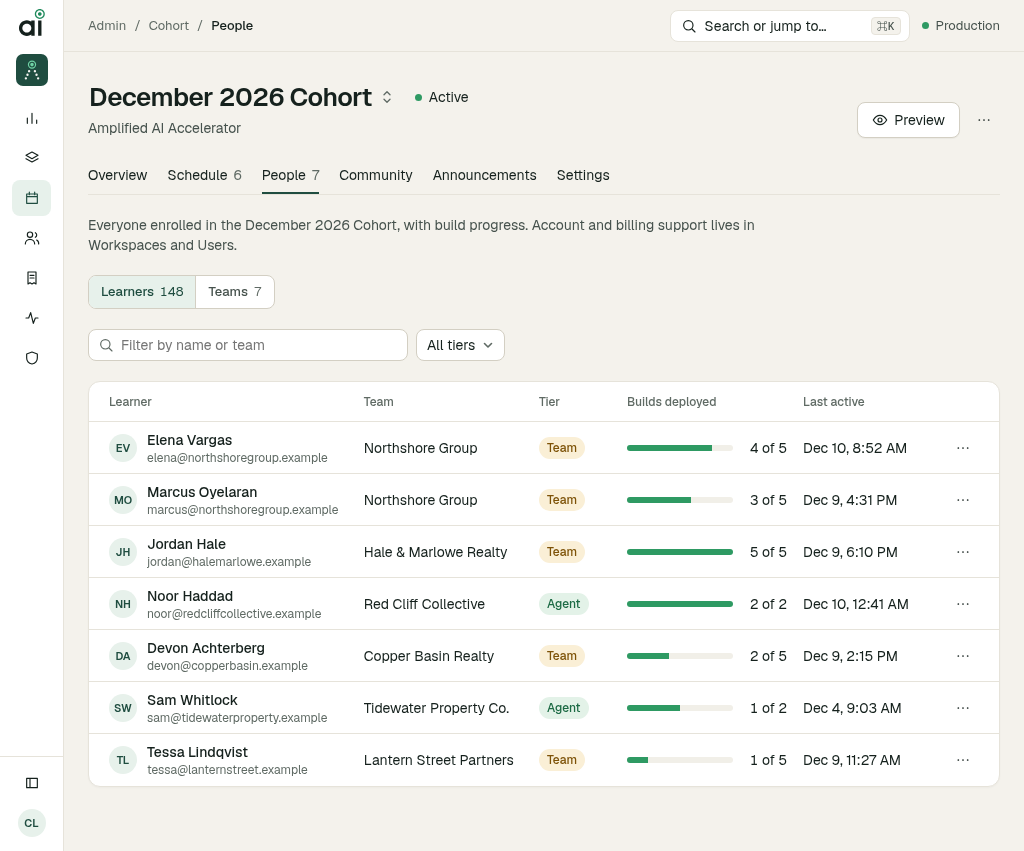 ai
Admin / Cohort / People
Search or jump to…
⌘K
Production
December 2026 Cohort
Active
Amplified AI Accelerator
Preview
Overview
Schedule 6
People 7
Community
Announcements
Settings
Everyone enrolled in the December 2026 Cohort, with build progress. Account and billing support lives in
Workspaces and Users.
Learners 148
Teams 7
Filter by name or team
All tiers
Learner Team Tier Builds deployed Last active
EV Elena Vargas Northshore Group Team 4 of 5 Dec 10, 8:52 AM
elena@northshoregroup.example
MO Marcus Oyelaran Northshore Group Team 3 of 5 Dec 9, 4:31 PM
marcus@northshoregroup.example
JH Jordan Hale Hale & Marlowe Realty Team 5 of 5 Dec 9, 6:10 PM
jordan@halemarlowe.example
NH Noor Haddad Red Cliff Collective Agent 2 of 2 Dec 10, 12:41 AM
noor@redcliffcollective.example
DA Devon Achterberg Copper Basin Realty Team 2 of 5 Dec 9, 2:15 PM
devon@copperbasin.example
SW Sam Whitlock Tidewater Property Co. Agent 1 of 2 Dec 4, 9:03 AM
sam@tidewaterproperty.example
TL Tessa Lindqvist Lantern Street Partners Team 1 of 5 Dec 9, 11:27 AM
tessa@lanternstreet.example
CL